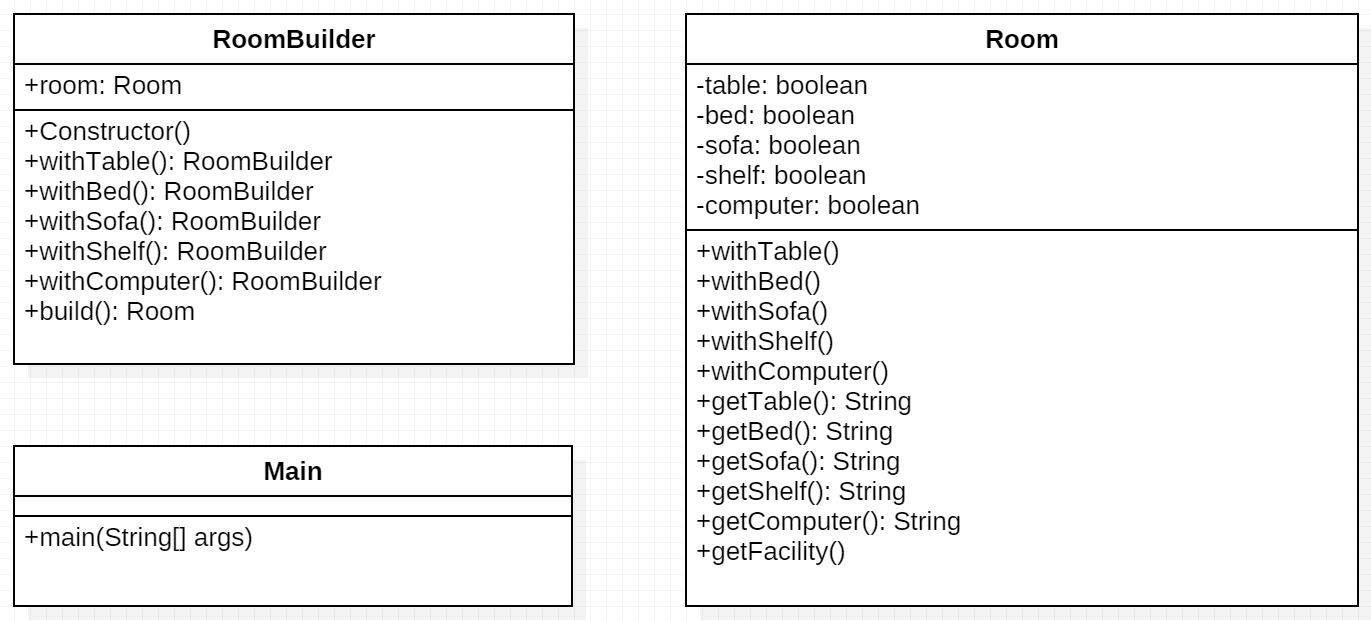 RoomBuilder
+room: Room
+Constructor()
+withTable(): RoomBuilder
+withBed(): RoomBuilder
+withSofa(): RoomBuilder
+withShelf(): RoomBuilder
+withComputer(): RoomBuilder
+build(): Room
Main
+main(String[] args)
Room
-table: boolean
-bed: boolean
-sofa: boolean
-shelf: boolean
-computer: boolean
+withTable()
+withBed()
+withSofa()
+withShelf()
+withComputer()
+getTable(): String
+getBed(): String
+getSofa(): String
+getShelf(): String
+getComputer(): String
+getFacility()